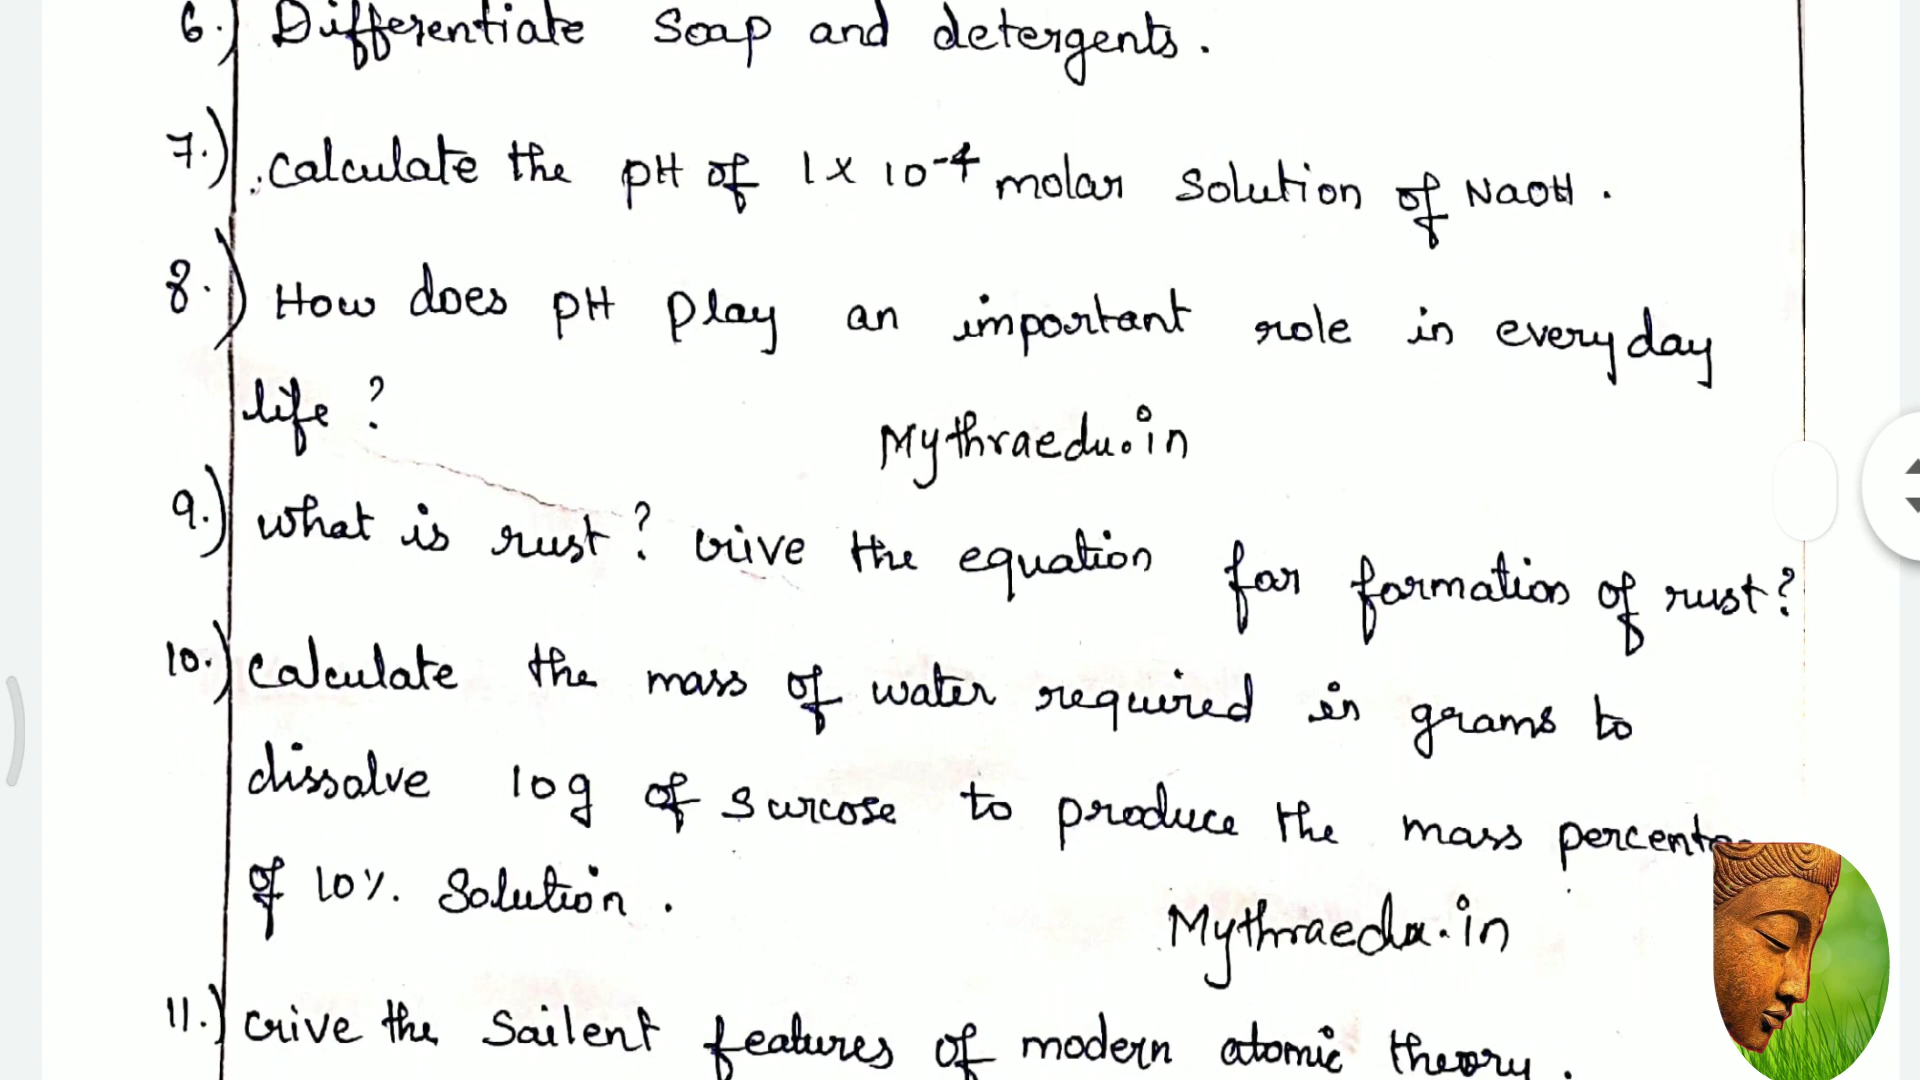 6.) Differentiate Soap and detergents.
7.) Calculate the pH of 1 x 10⁻⁴ molar solution of NaOH.
8.) How does pH play an important role in everyday
life ?
Mythraedu.in
9.) what is rust ? Give the equation for formation of rust ?
10.) Calculate the mass of water required in grams to
dissolve 10g of surcose to produce the mass percent
of 10%. Solution.
Mythraedu.in
11.) Give the Sailent features of modern atomic theory.